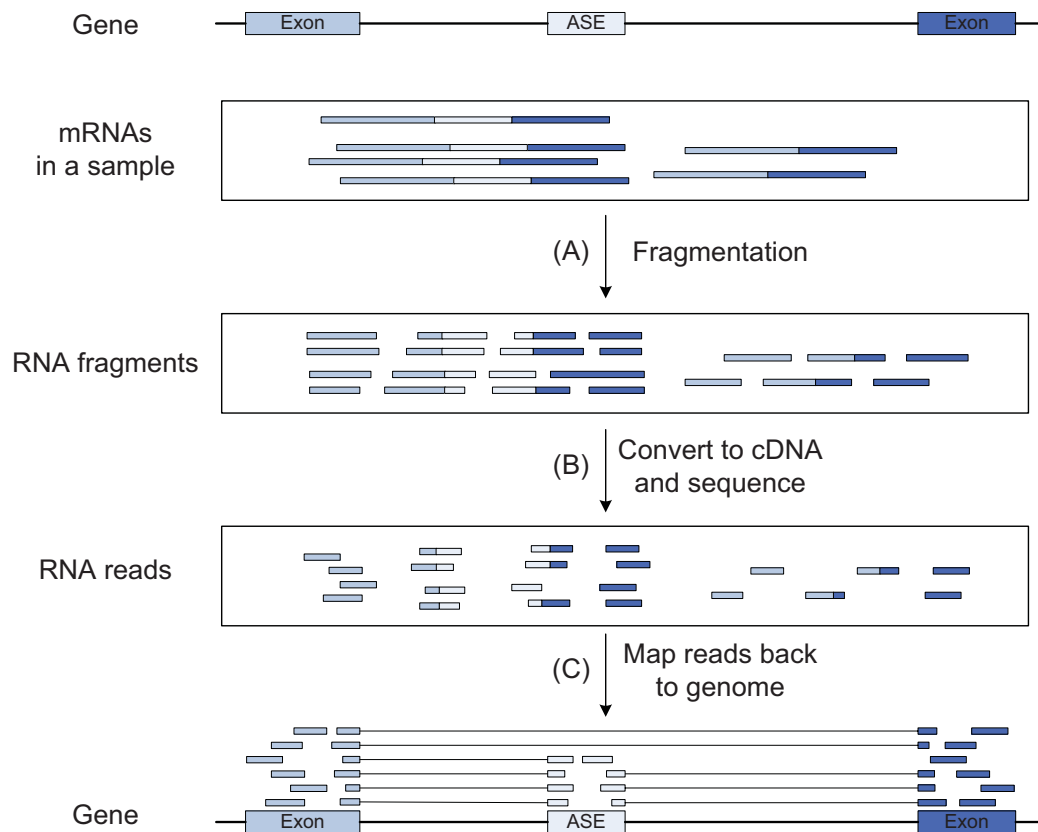 Gene
Exon
ASE
Exon
mRNAs
in a sample
(A)
Fragmentation
RNA fragments
(B)
Convert to cDNA
and sequence
RNA reads
(C)
Map reads back
to genome
Gene
Exon
ASE
Exon